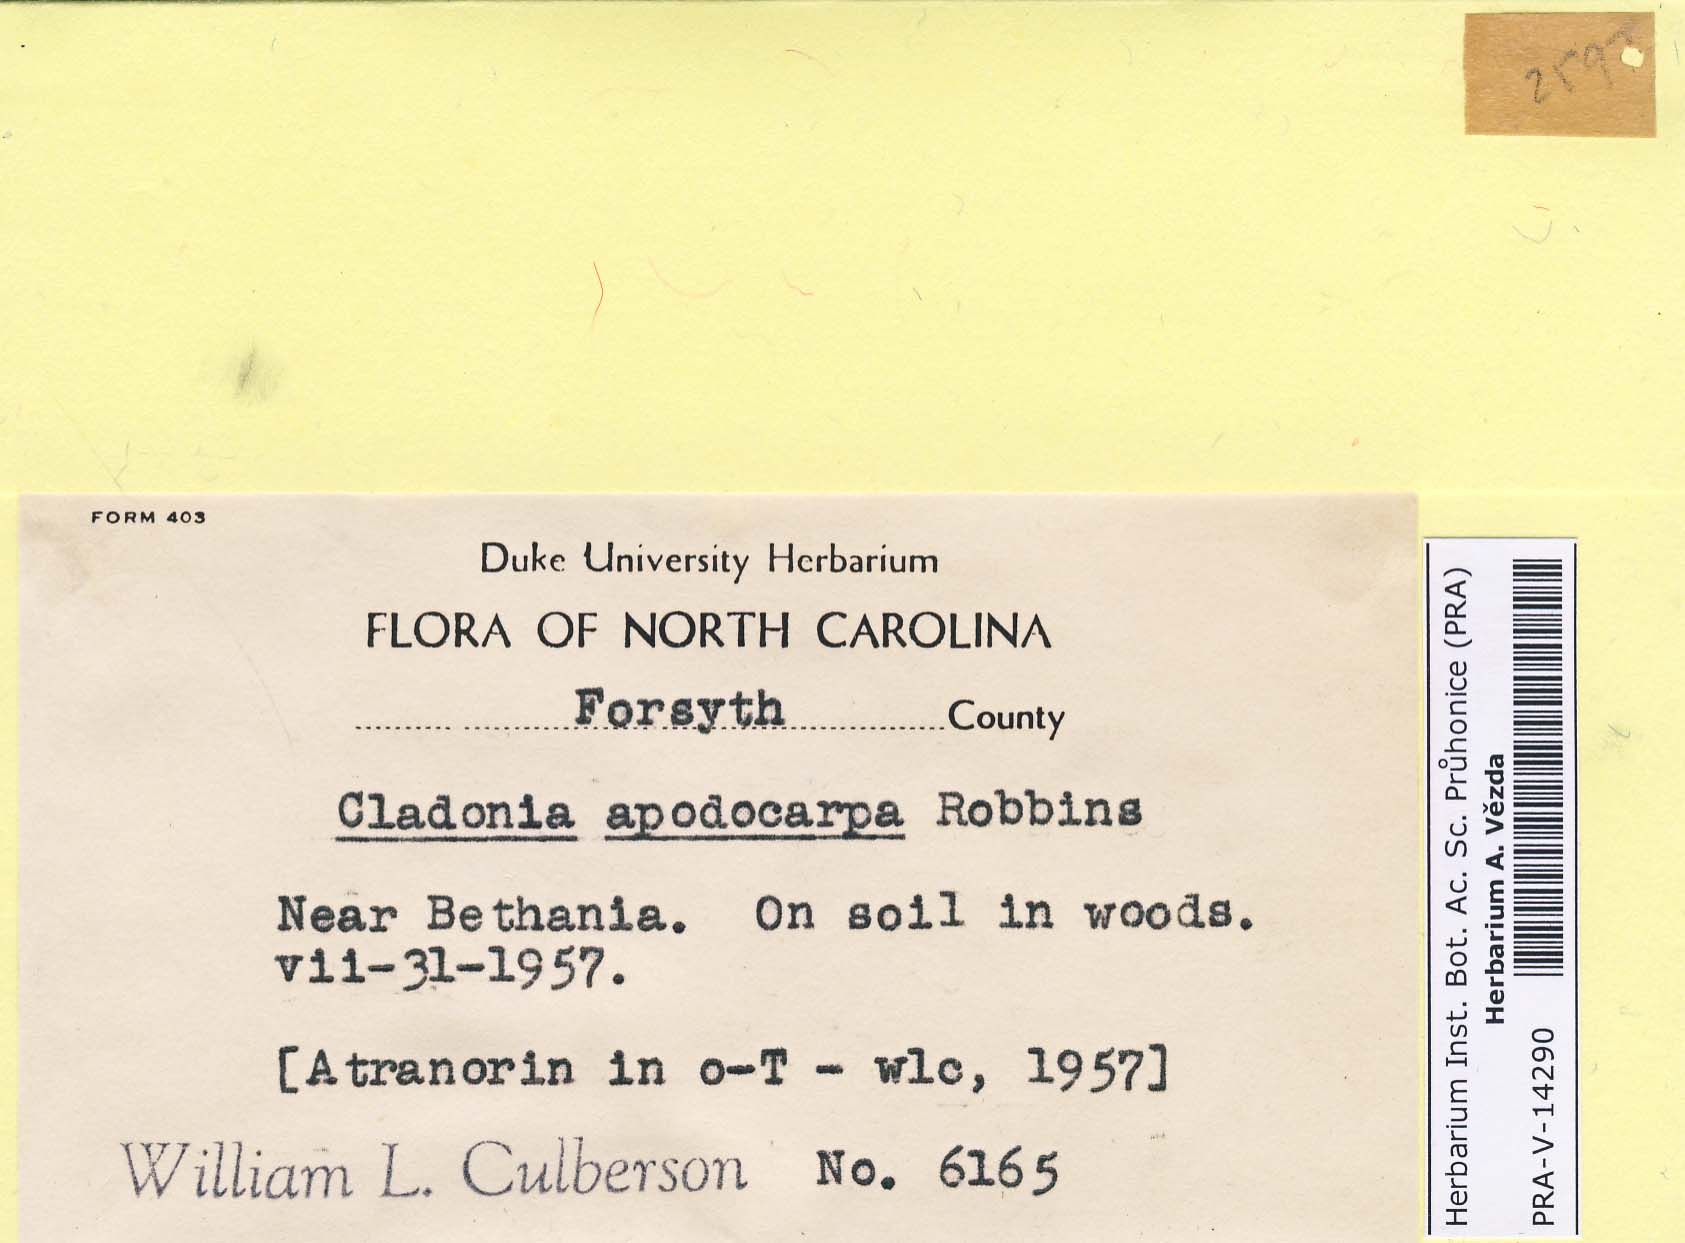 FORM 403
Duke University Herbarium
FLORA OF NORTH CAROLINA
Forsyth County
Cladonia apodocarpa Robbins
Near Bethania. On soil in woods.
vii-31-1957.
[Atranorin in o-T - wlc, 1957]
William L. Culberson No. 6165
Herbarium Inst. Bot. Ac. Sc. Průhonice (PRA)
Herbarium A. Vězda
PRA-V-14290